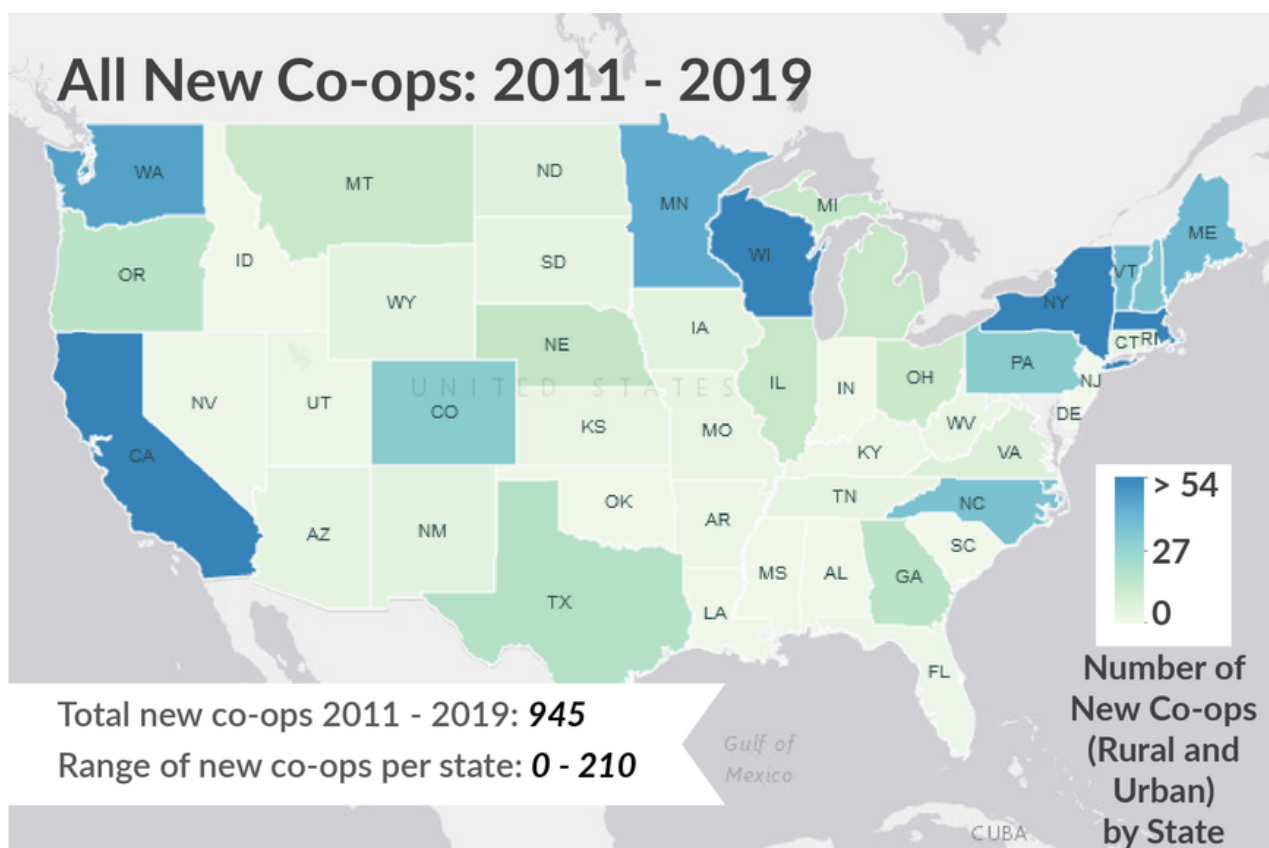 All New Co-ops: 2011 - 2019
WA
MT
ND
MN
MI
ME
OR
ID
SD
WI
VT
NY
WY
IA
NE
CT
RI
PA
NV
UT
UNITED STATES
CO
IL
IN
OH
NJ
DE
CA
KS
MO
WV
KY
VA
AZ
NM
OK
AR
TN
NC
SC
TX
LA
MS
AL
GA
FL
> 54
27
0
Number of
New Co-ops
(Rural and
Urban)
by State
Total new co-ops 2011 - 2019: 945
Range of new co-ops per state: 0 - 210
Gulf of
Mexico
CUBA